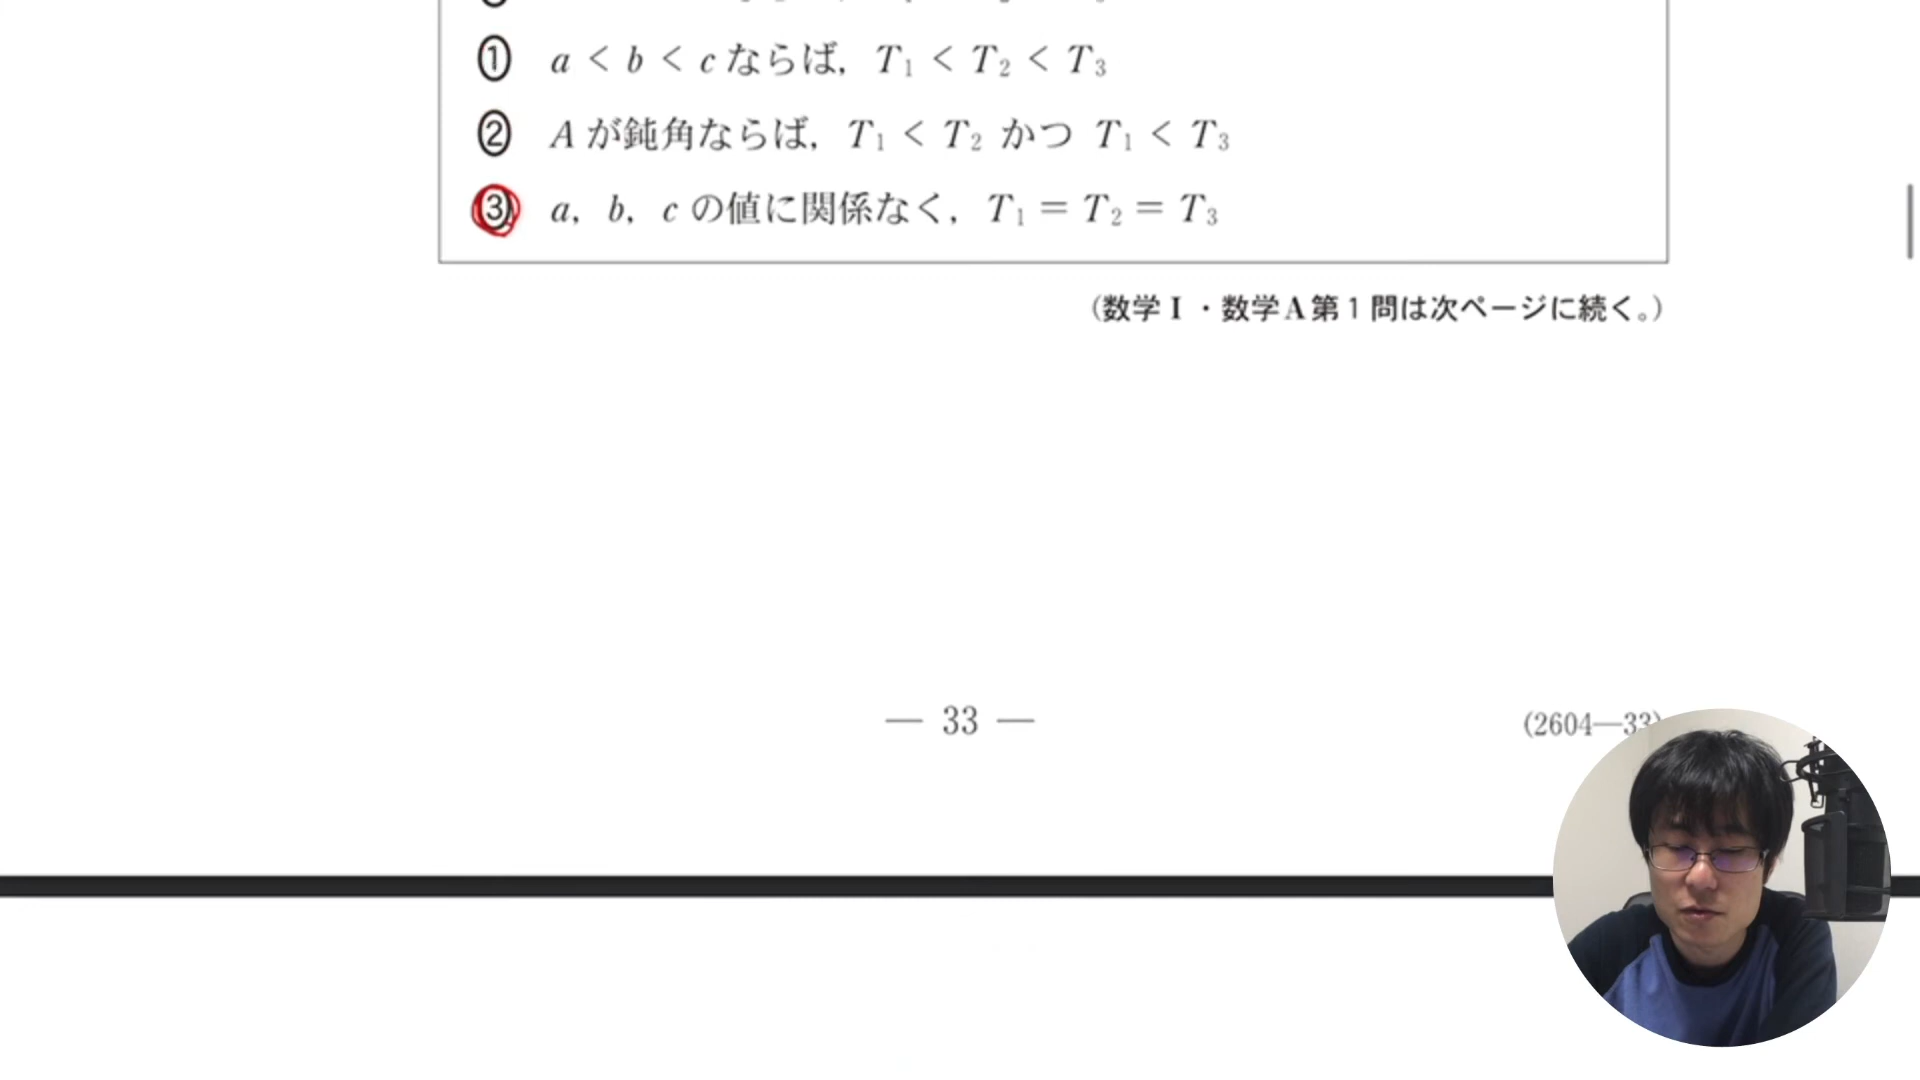 ① a < b < c ならば，T₁ < T₂ < T₃
② A が鈍角ならば，T₁ < T₂ かつ T₁ < T₃
③ a，b，c の値に関係なく，T₁ = T₂ = T₃
(数学Ⅰ・数学A第1問は次ページに続く。)
— 33 —
(2604—33)